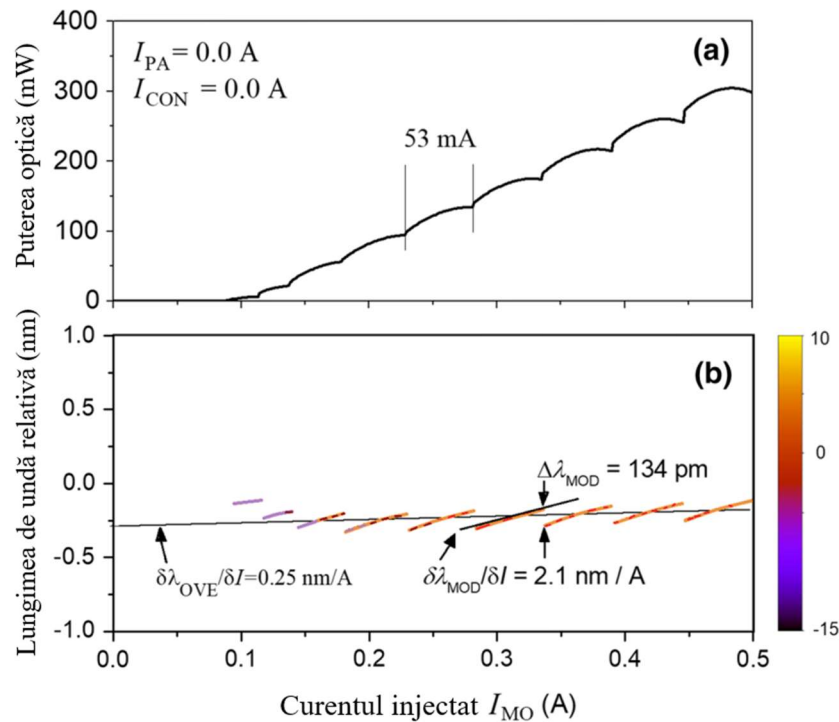 400
300
200
100
0
Puterea optică (mW)
I_PA = 0.0 A
I_CON = 0.0 A
53 mA
(a)
1.0
0.5
0.0
-0.5
-1.0
Lungimea de undă relativă (nm)
(b)
Δλ_MOD = 134 pm
δλ_OVE/δI=0.25 nm/A
δλ_MOD/δI = 2.1 nm / A
10
0
-15
0.0 0.1 0.2 0.3 0.4 0.5
Curentul injectat I_MO (A)